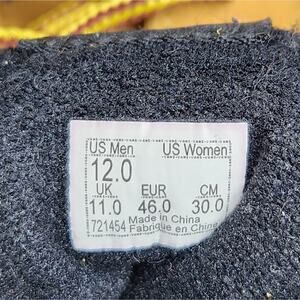 US Men US Women
12.0
UK EUR CM
11.0 46.0 30.0
721454 Made in China
Fabriqué en China